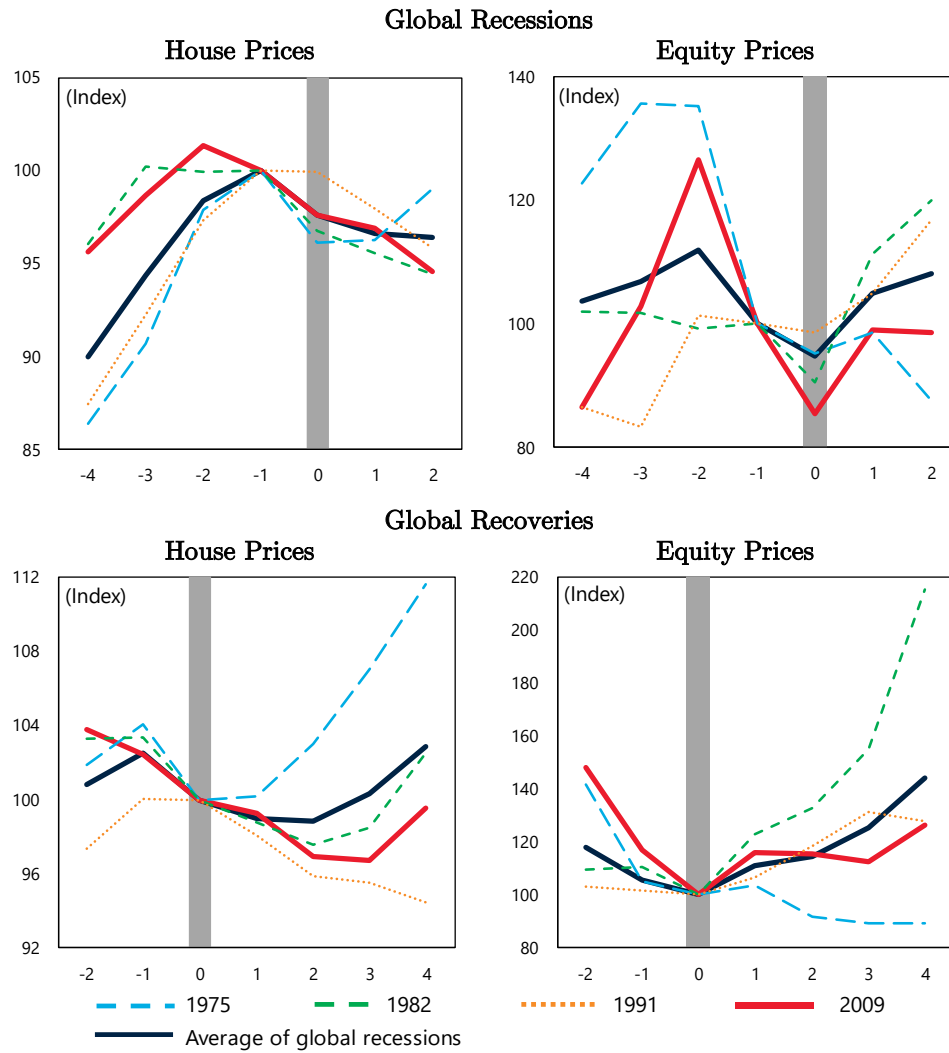 Global Recessions
House Prices
Equity Prices
105
(Index)
100
95
90
85
-4 -3 -2 -1 0 1 2
140
(Index)
120
100
80
-4 -3 -2 -1 0 1 2
Global Recoveries
House Prices
Equity Prices
112
(Index)
108
104
100
96
92
-2 -1 0 1 2 3 4
220
(Index)
200
180
160
140
120
100
80
-2 -1 0 1 2 3 4
1975 1982 1991 2009
Average of global recessions